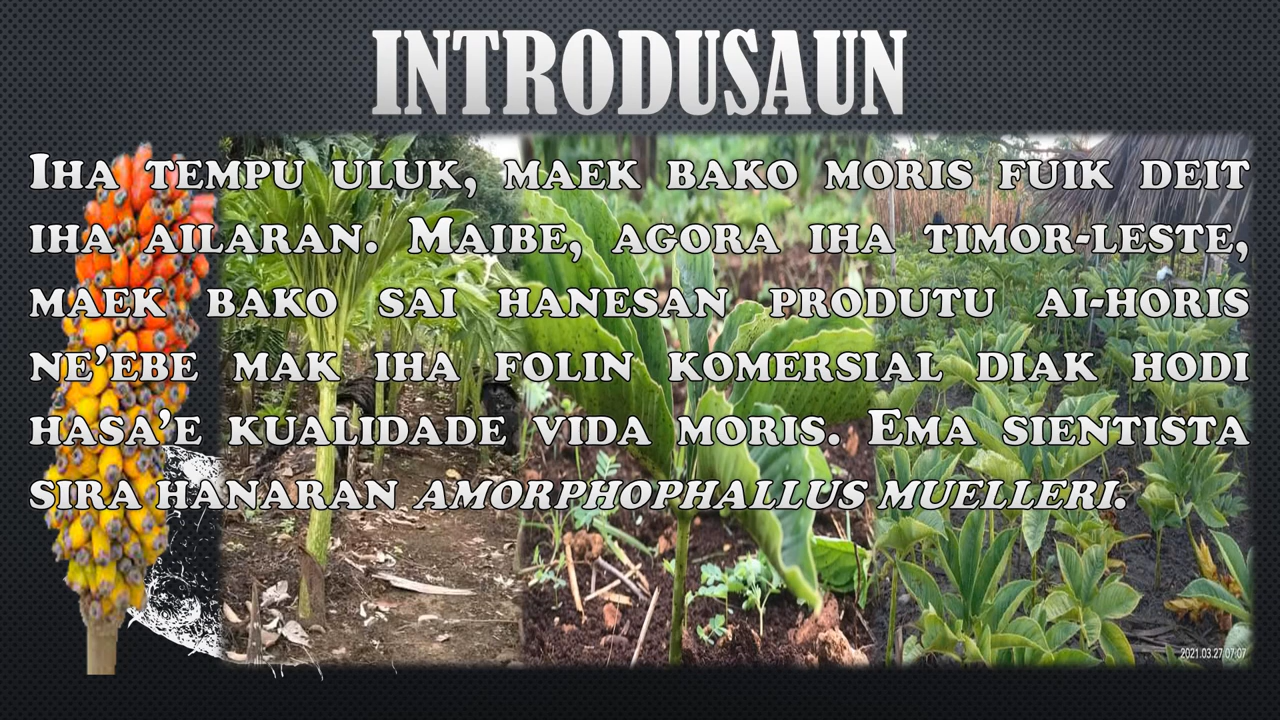 INTRODUSAUN
Iha tempu uluk, maek bako moris fuik deit
iha ailaran. Maibe, agora iha timor-leste,
maek bako sai hanesan produtu ai-horis
ne’ebe mak iha folin komersial diak hodi
hasa’e kualidade vida moris. Ema sientista
sira hanaran amorphophallus muelleri.
2021.03.27 07:07